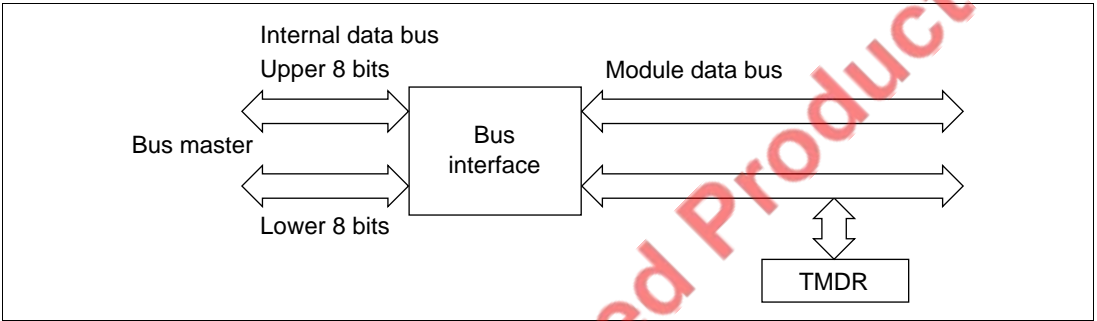 Internal data bus
Upper 8 bits
Module data bus
Bus master
Bus
interface
Lower 8 bits
TMDR
ed Product